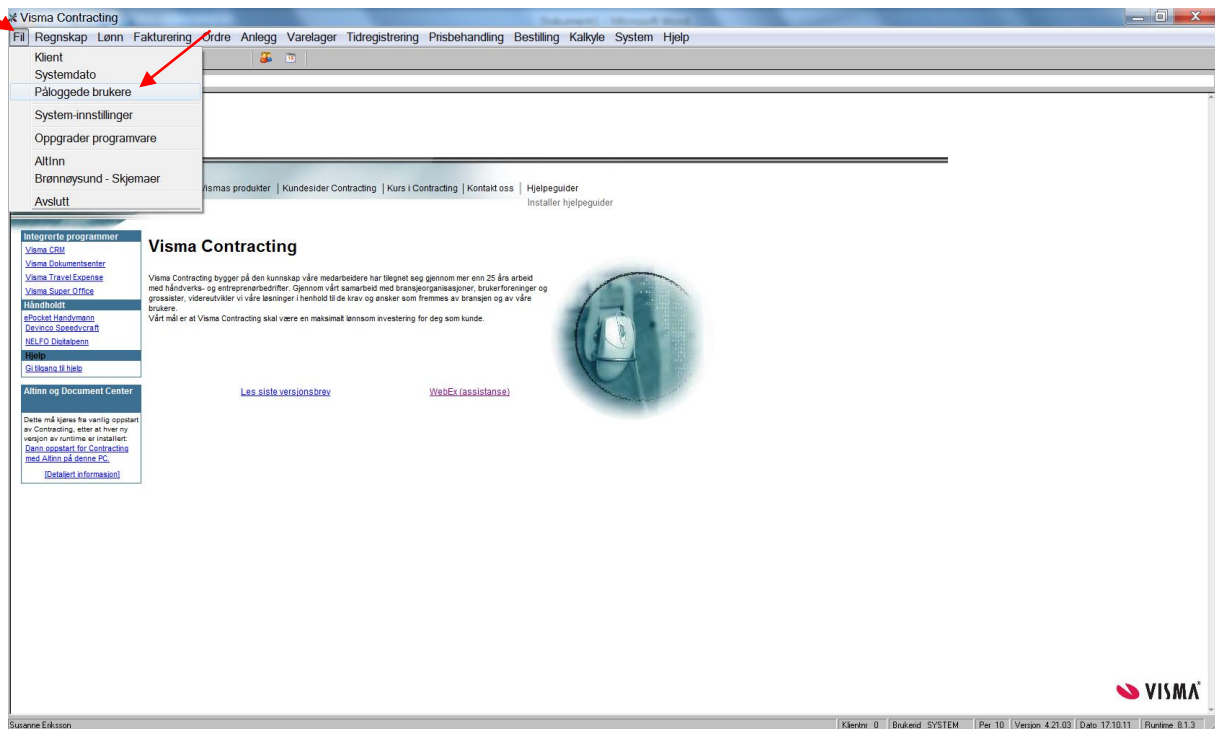 Visma Contracting
Fil Regnskap Lønn Fakturering Ordre Anlegg Varelager Tidregistrering Prisbehandling Bestilling Kalkyle System Hjelp
Klient
Systemdato
Påloggede brukere
System-innstillinger
Oppgrader programvare
AltInn
Brønnøysund - Skjemaer
Avslutt
Vismas produkter | Kundesider Contracting | Kurs i Contracting | Kontakt oss | Hjelpeguider
Installer hjelpeguider
Integrerte programmer
Visma CRM
Visma Dokumentsenter
Visma Travel Expense
Visma Super Office
Håndholdt
ePocket Handymann
Devinco Speedycraft
NELFO Digitalpenn
Hjelp
Gi tilgang til hjelp
Altinn og Document Center
Dette må kjøres fra vanlig oppstart
av Contracting, etter at hver ny
versjon av runtime er installert:
Dann oppstart for Contracting
med Altinn på denne PC.
[Detaljert informasjon]
Visma Contracting
Visma Contracting bygger på den kunnskap våre medarbeidere har tilegnet seg gjennom mer enn 25 års arbeid
med håndverks- og entreprenørbedrifter. Gjennom vårt samarbeid med bransjeorganisasjoner, brukerforeninger og
grossister, videreutvikler vi våre løsninger i henhold til de krav og ønsker som fremmes av bransjen og av våre
brukere.
Vårt mål er at Visma Contracting skal være en maksimalt lønnsom investering for deg som kunde.
Les siste versjonsbrev
WebEx (assistanse)
VISMA
Susanne Eriksson
Klientnr 0 Brukerid SYSTEM Per 10 Versjon 4.21.03 Dato 17.10.11 Runtime 8.1.3